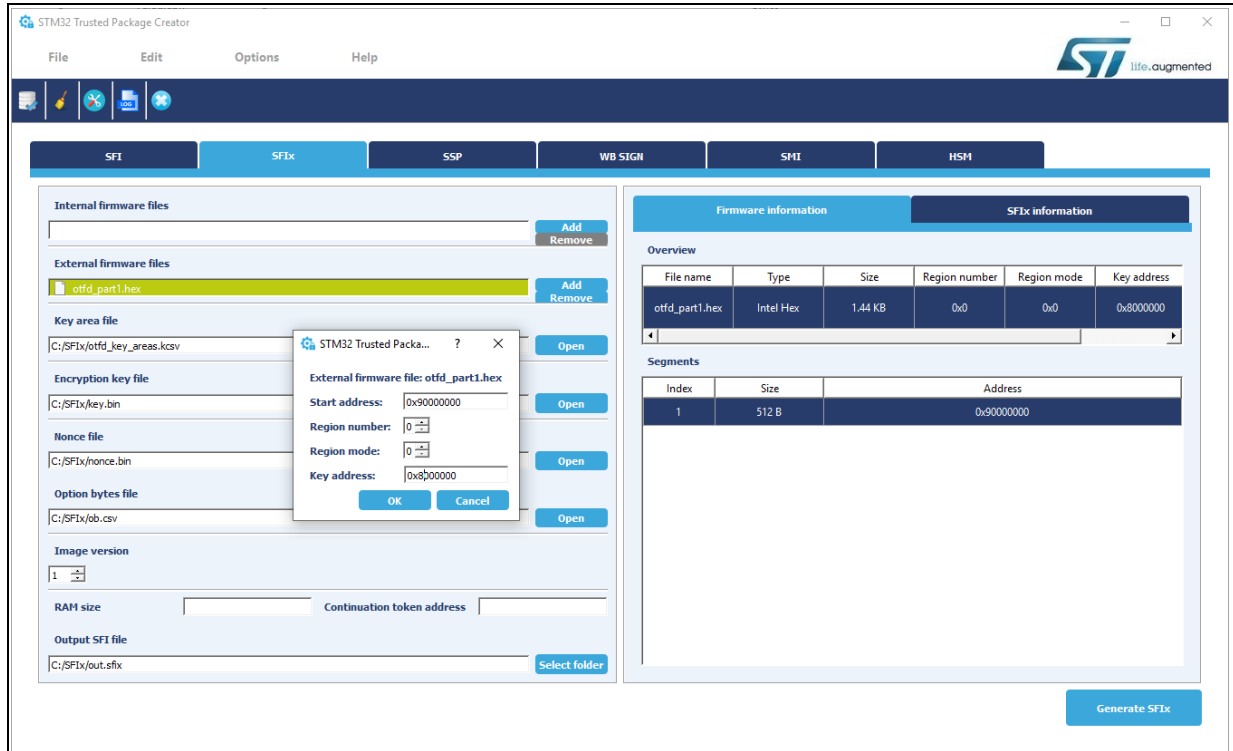 STM32 Trusted Package Creator
File Edit Options Help
ST life.augmented
LOG
SFI SFIx SSP WB SIGN SMI HSM
Internal firmware files
Add
Remove
External firmware files
otfd_part1.hex
Add
Remove
Key area file
C:/SFIx/otfd_key_areas.kcsv
Open
Encryption key file
C:/SFIx/key.bin
Open
Nonce file
C:/SFIx/nonce.bin
Open
Option bytes file
C:/SFIx/ob.csv
Open
Image version
1
RAM size Continuation token address
Output SFI file
C:/SFIx/out.sfix
Select folder
STM32 Trusted Packa... ?
External firmware file: otfd_part1.hex
Start address: 0x90000000
Region number: 0
Region mode: 0
Key address: 0x8000000
OK Cancel
Firmware information SFIx information
Overview
File name Type Size Region number Region mode Key address
otfd_part1.hex Intel Hex 1.44 KB 0x0 0x0 0x8000000
Segments
Index Size Address
1 512 B 0x90000000
Generate SFIx